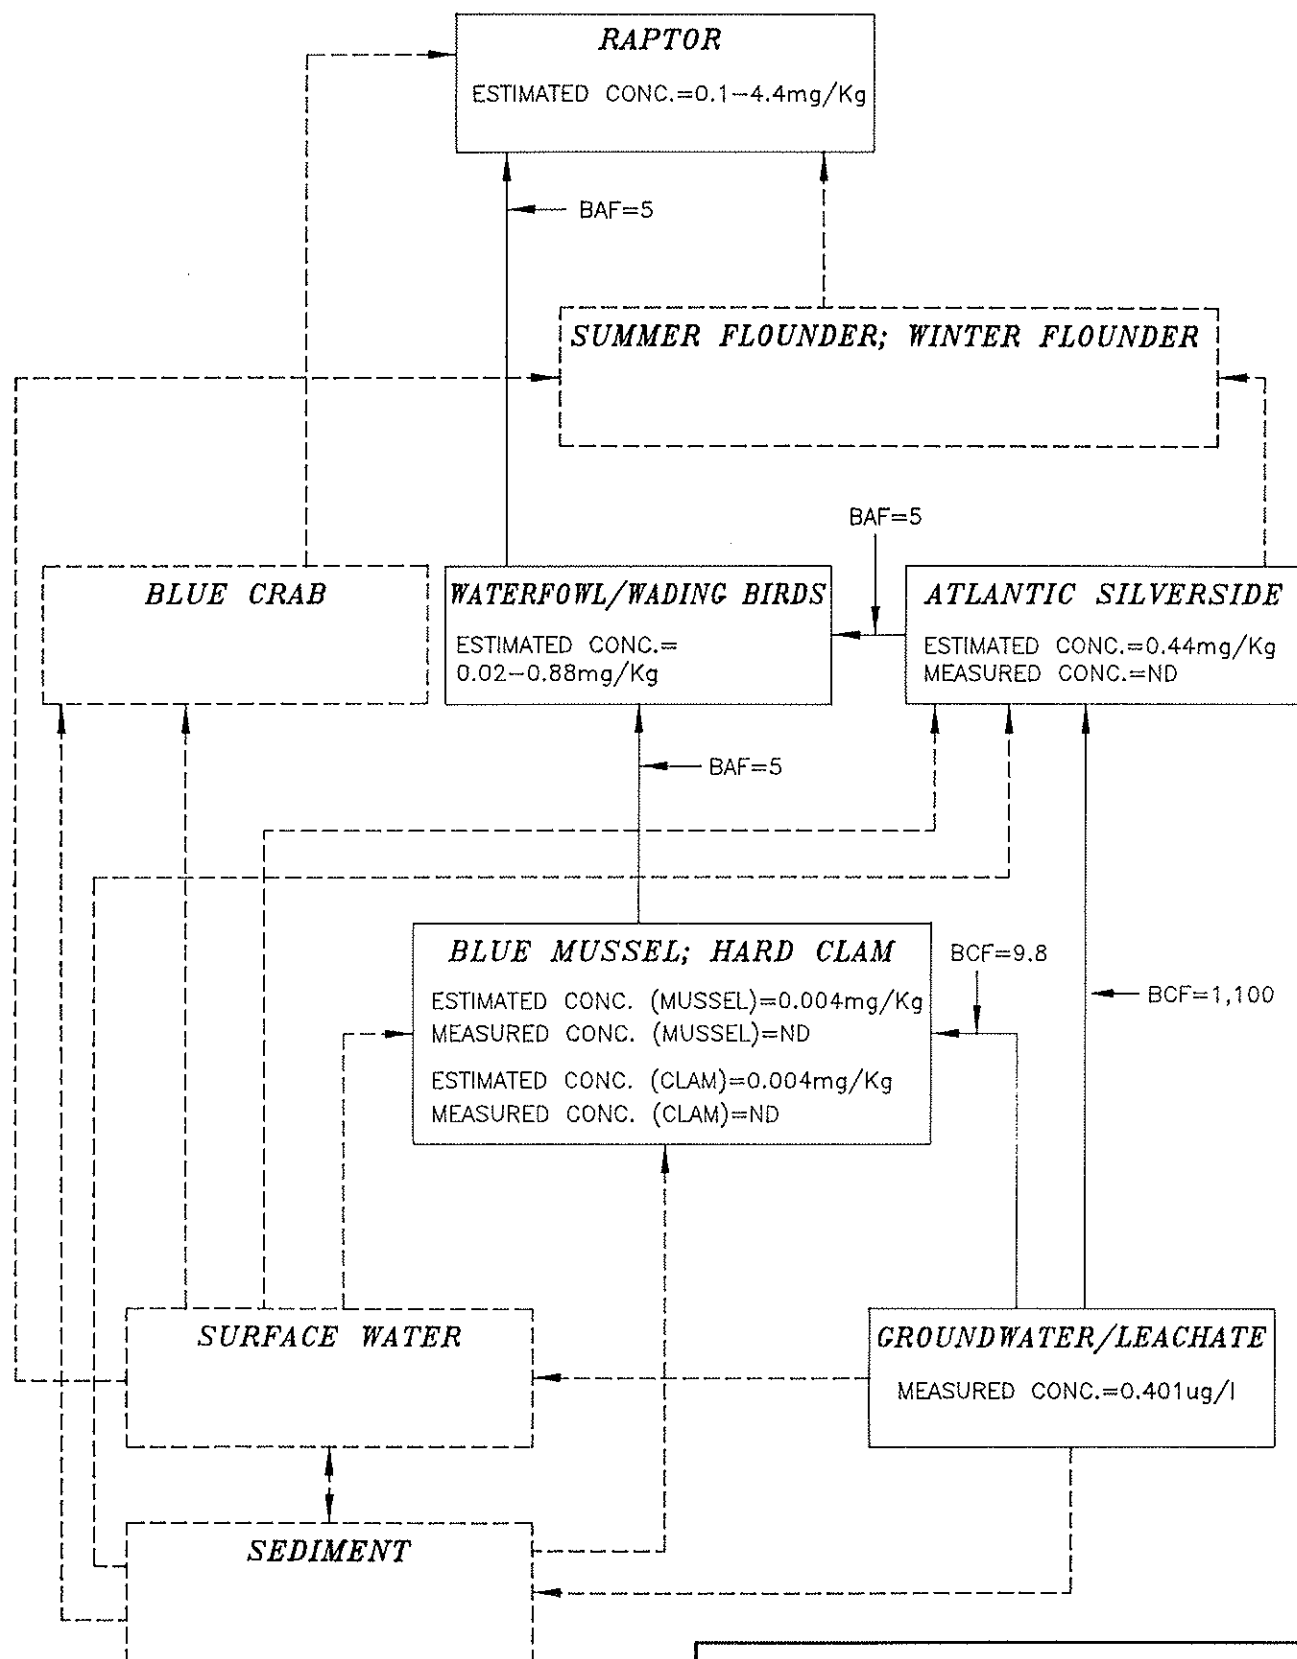 RAPTOR
ESTIMATED CONC.=0.1-4.4mg/Kg
BAF=5
SUMMER FLOUNDER; WINTER FLOUNDER
BAF=5
BLUE CRAB
WATERFOWL/WADING BIRDS
ESTIMATED CONC.=
0.02-0.88mg/Kg
ATLANTIC SILVERSIDE
ESTIMATED CONC.=0.44mg/Kg
MEASURED CONC.=ND
BAF=5
BLUE MUSSEL; HARD CLAM
ESTIMATED CONC. (MUSSEL)=0.004mg/Kg
MEASURED CONC. (MUSSEL)=ND
ESTIMATED CONC. (CLAM)=0.004mg/Kg
MEASURED CONC. (CLAM)=ND
BCF=9.8
BCF=1,100
SURFACE WATER
GROUNDWATER/LEACHATE
MEASURED CONC.=0.401ug/l
SEDIMENT